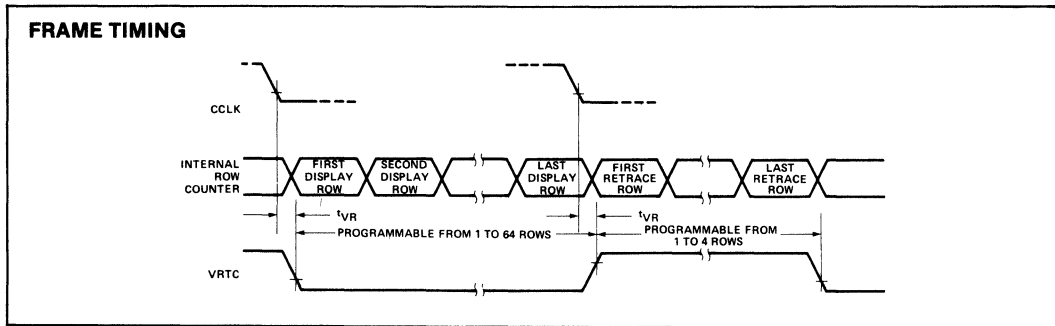 FRAME TIMING
CCLK
INTERNAL
ROW
COUNTER
FIRST
DISPLAY
ROW
SECOND
DISPLAY
ROW
LAST
DISPLAY
ROW
FIRST
RETRACE
ROW
LAST
RETRACE
ROW
tVR
PROGRAMMABLE FROM 1 TO 64 ROWS
tVR
PROGRAMMABLE FROM
1 TO 4 ROWS
VRTC